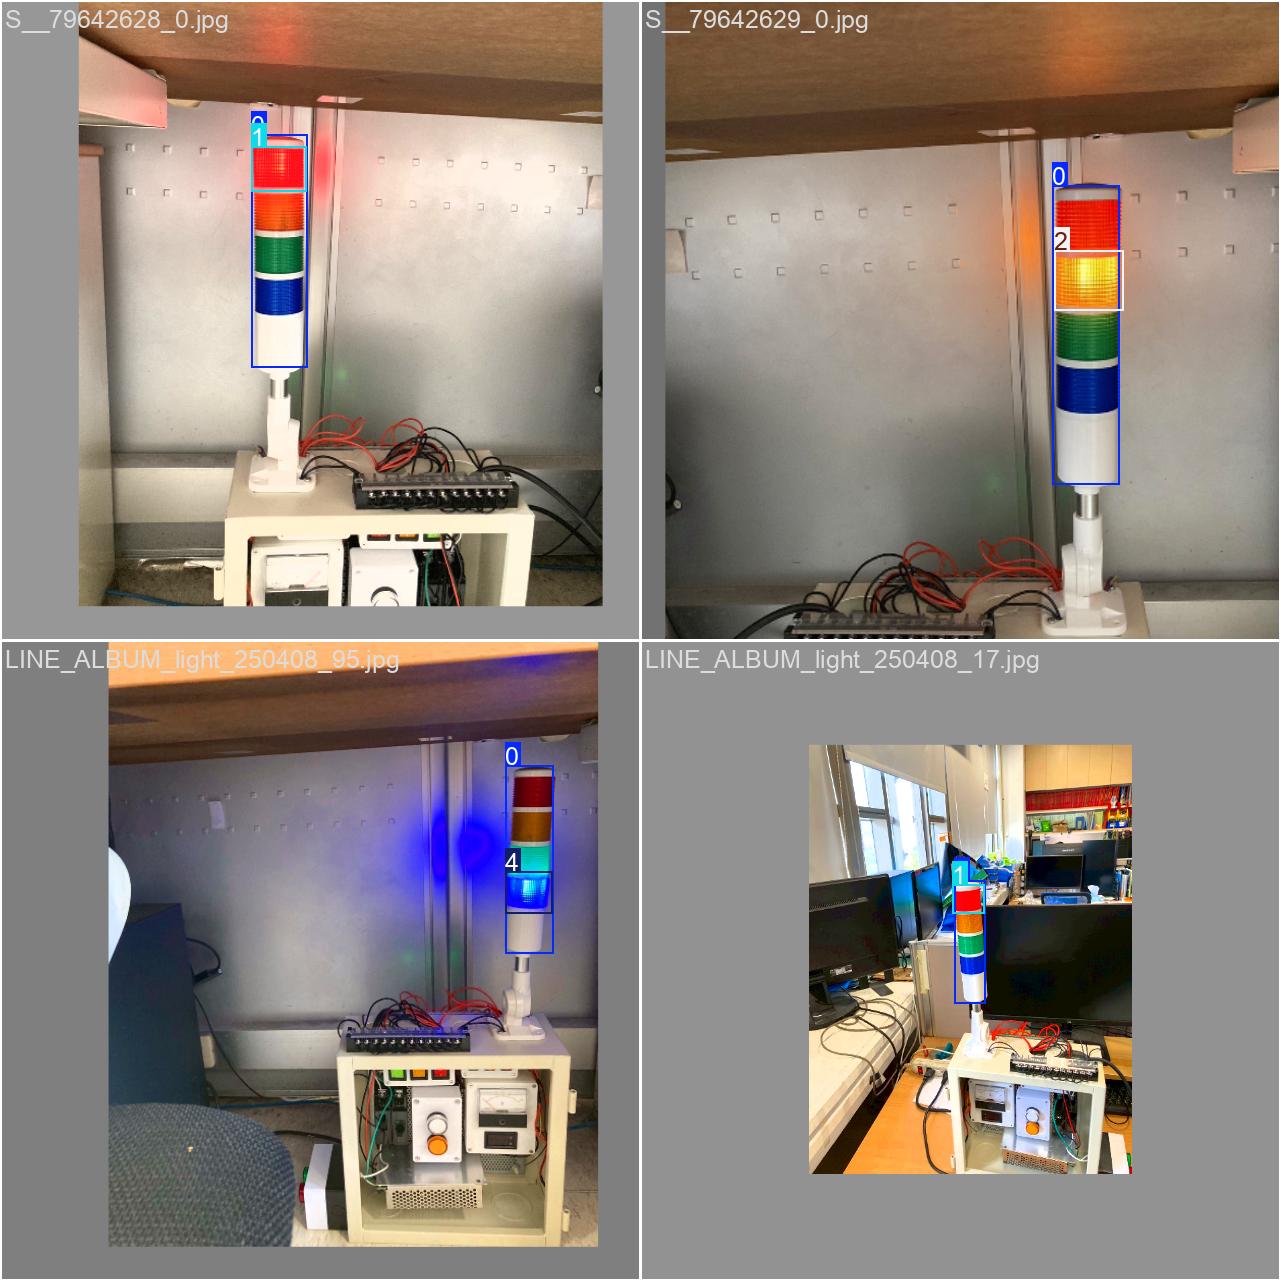 S__79642628_0.jpg
0
1
S__79642629_0.jpg
0
2
LINE_ALBUM_light_250408_95.jpg
0
4
LINE_ALBUM_light_250408_17.jpg
1